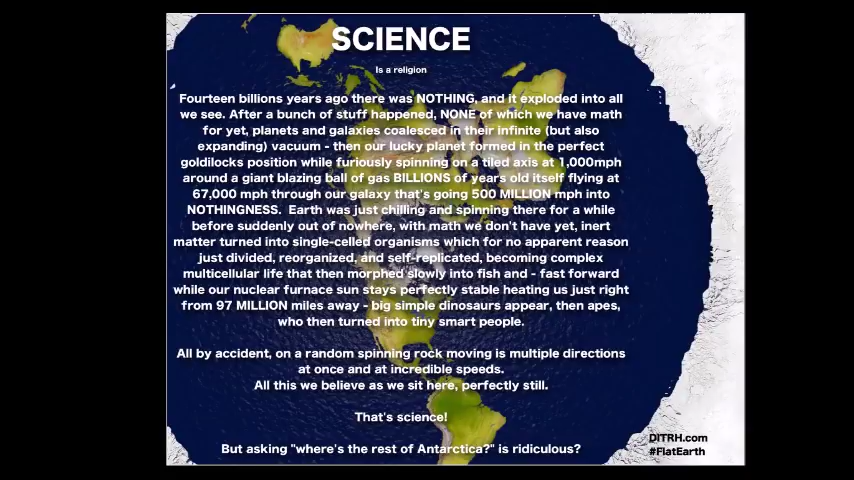 SCIENCE
Is a religion
Fourteen billions years ago there was NOTHING, and it exploded into all
we see. After a bunch of stuff happened, NONE of which we have math
for yet, planets and galaxies coalesced in their infinite (but also
expanding) vacuum - then our lucky planet formed in the perfect
goldilocks position while furiously spinning on a tiled axis at 1,000mph
around a giant blazing ball of gas BILLIONS of years old itself flying at
67,000 mph through our galaxy that's going 500 MILLION mph into
NOTHINGNESS. Earth was just chilling and spinning there for a while
before suddenly out of nowhere, with math we don't have yet, inert
matter turned into single-celled organisms which for no apparent reason
just divided, reorganized, and self-replicated, becoming complex
multicellular life that then morphed slowly into fish and - fast forward
while our nuclear furnace sun stays perfectly stable heating us just right
from 97 MILLION miles away - big simple dinosaurs appear, then apes,
who then turned into tiny smart people.
All by accident, on a random spinning rock moving is multiple directions
at once and at incredible speeds.
All this we believe as we sit here, perfectly still.
That's science!
But asking "where's the rest of Antarctica?" is ridiculous?
DITRH.com
#FlatEarth